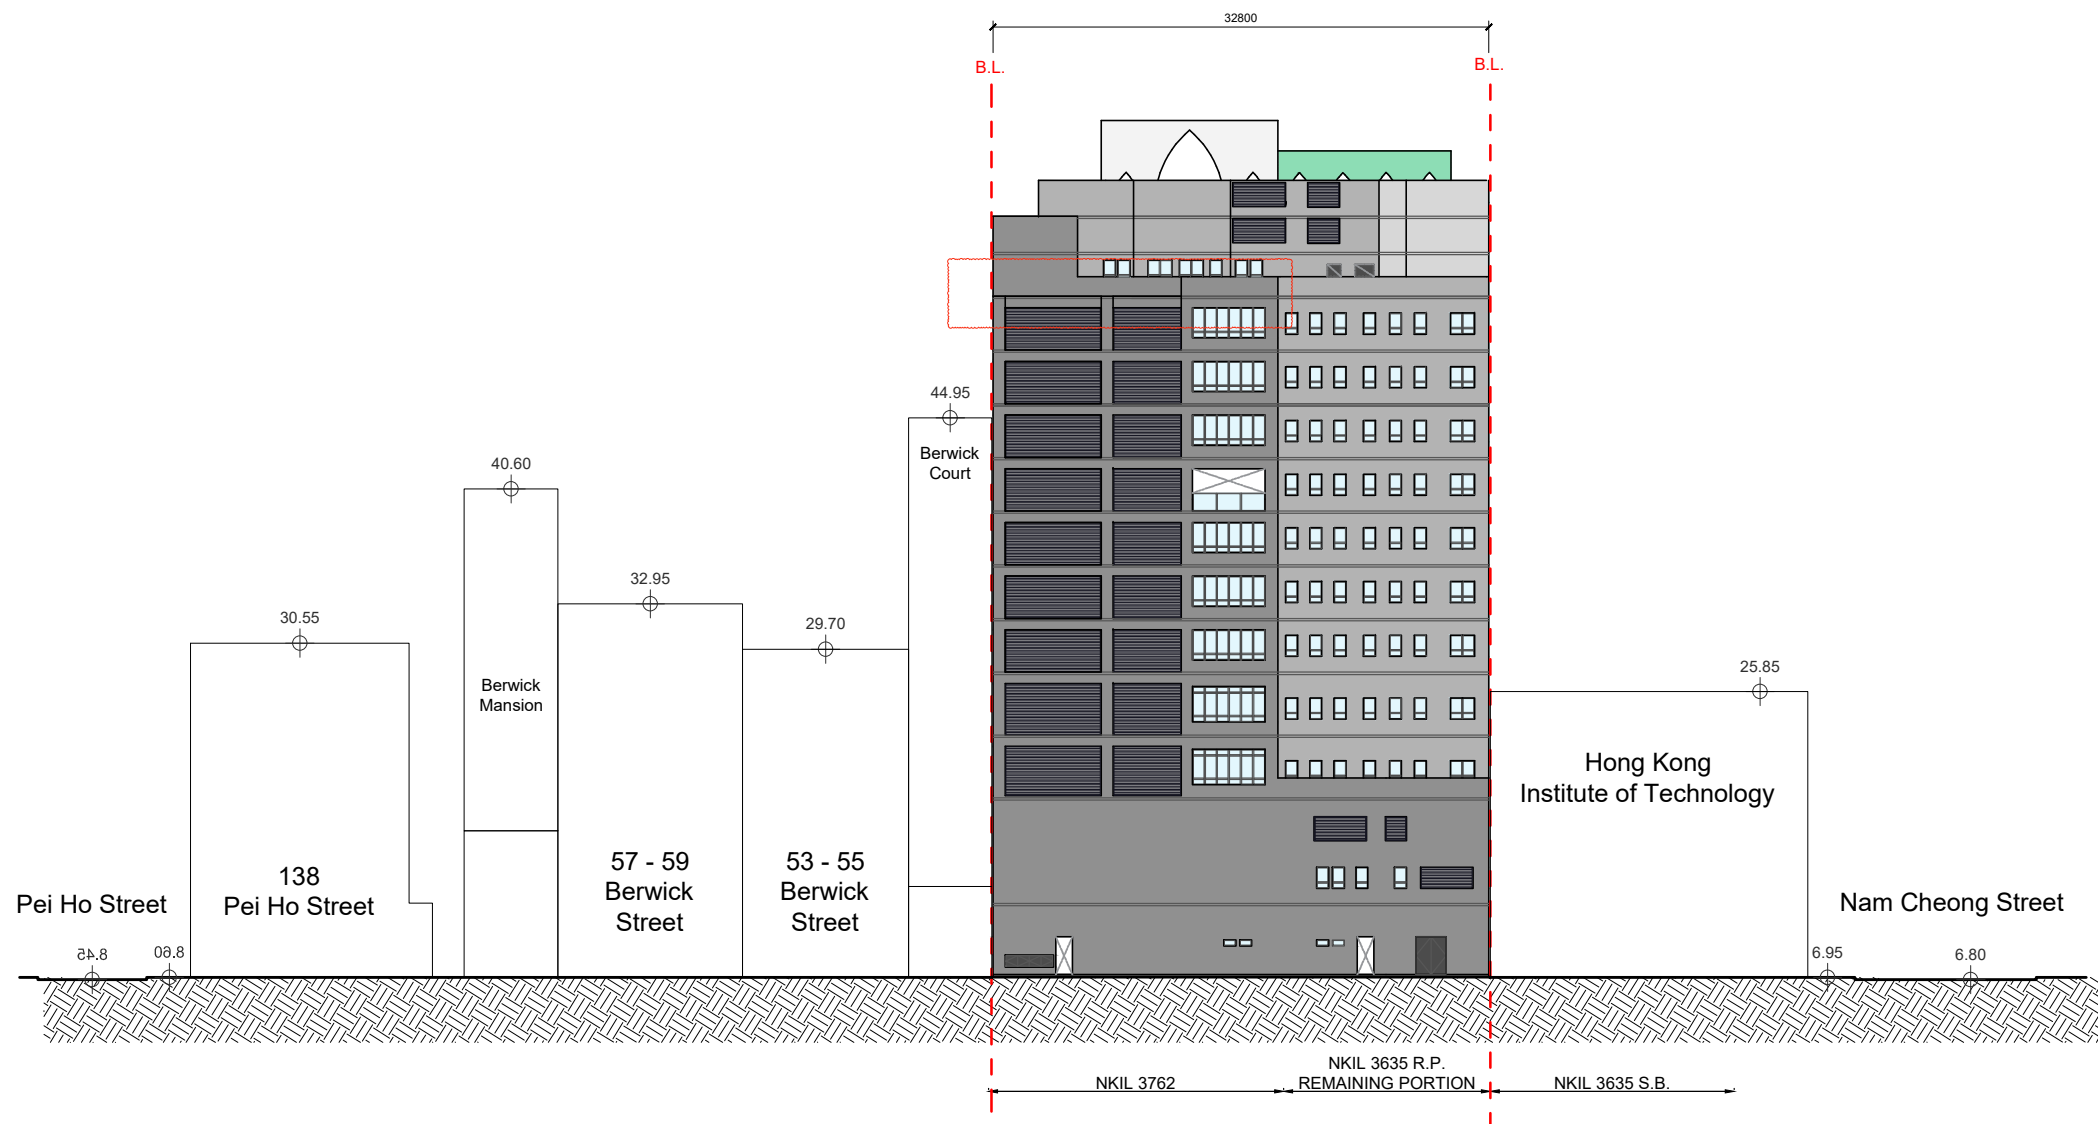 32800
B.L.
B.L.
44.95
Berwick
Court
40.60
Berwick
Mansion
32.95
30.55
29.70
25.85
Hong Kong
Institute of Technology
138
Pei Ho Street
57 - 59
Berwick
Street
53 - 55
Berwick
Street
Pei Ho Street
Nam Cheong Street
8.45
8.60
6.95
6.80
NKIL 3762
NKIL 3635 R.P.
REMAINING PORTION
NKIL 3635 S.B.